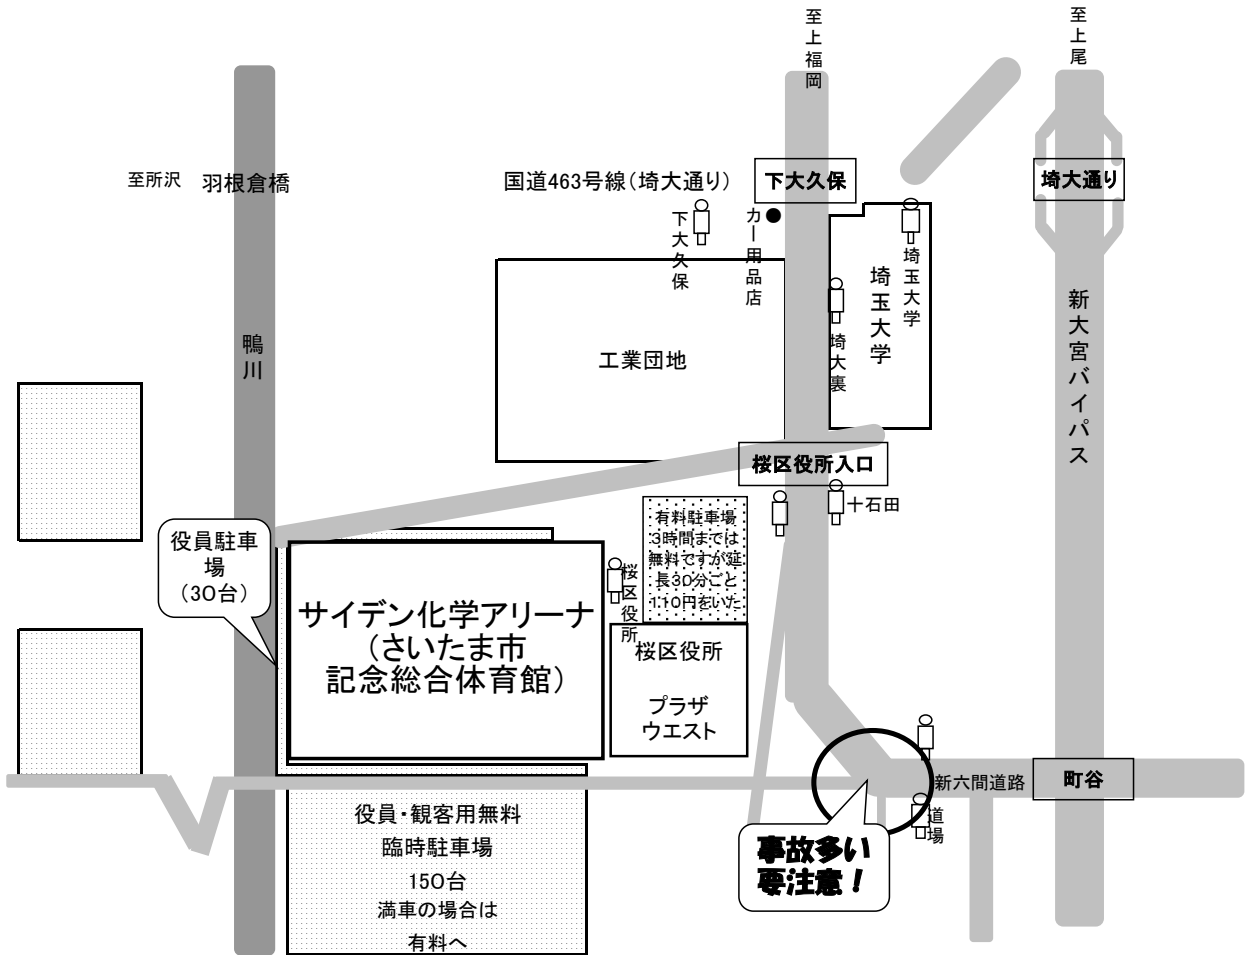 至上福岡
至上尾
至所沢
羽根倉橋
国道463号線（埼大通り）
下大久保
埼大通り
下大久保
カー用品店
埼玉大学
埼玉大学
埼大裏
新大宮バイパス
鴨川
工業団地
桜区役所入口
十石田
役員駐車
場
（30台）
有料駐車場
3時間までは
無料ですが延
長30分ごと
110円をいた
桜区役所
サイデン化学アリーナ
（さいたま市
記念総合体育館）
桜区役所
プラザ
ウエスト
新六間道路
町谷
道場
事故多い
要注意！
役員・観客用無料
臨時駐車場
150台
満車の場合は
有料へ